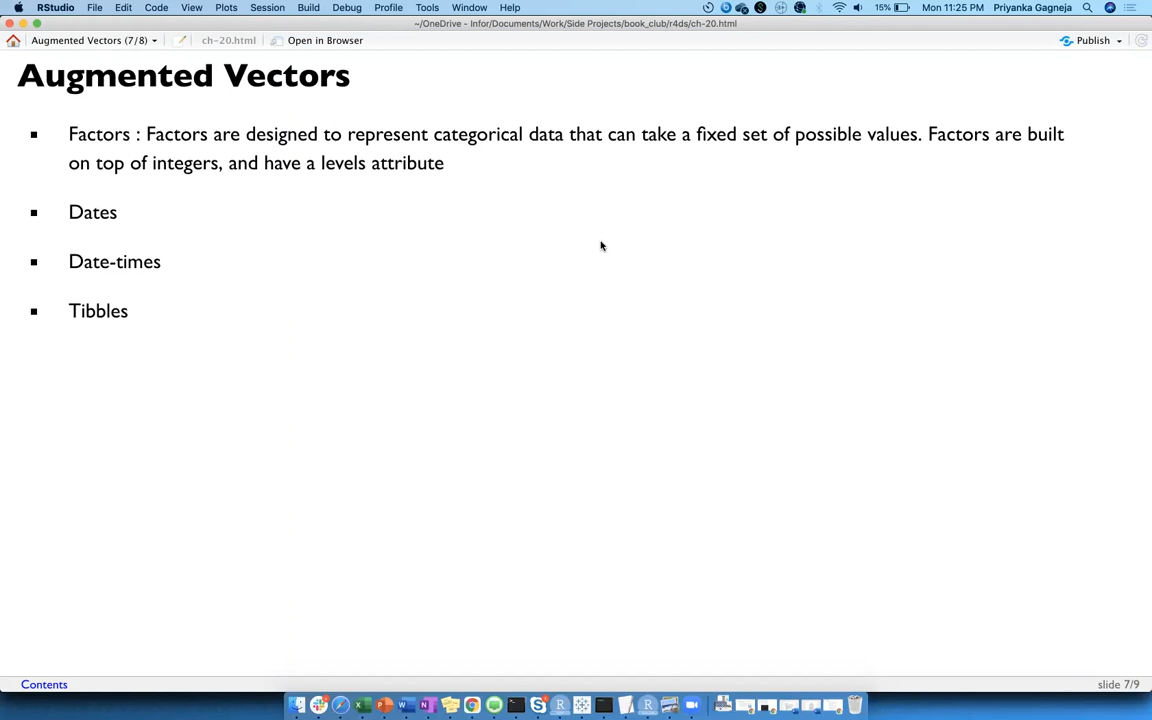 RStudio File Edit Code View Plots Session Build Debug Profile Tools Window Help 15% Mon 11:25 PM Priyanka Gagneja
~/OneDrive - Infor/Documents/Work/Side Projects/book_club/r4ds/ch-20.html
Augmented Vectors (7/8) ch-20.html Open in Browser Publish
Augmented Vectors
Factors : Factors are designed to represent categorical data that can take a fixed set of possible values. Factors are built
on top of integers, and have a levels attribute
Dates
Date-times
Tibbles
Contents slide 7/9